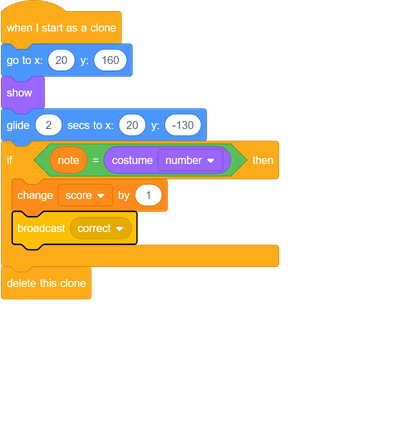 when I start as a clone
go to x: 20 y: 160
show
glide 2 secs to x: 20 y: -130
if note = costume number then
change score by 1
broadcast correct
delete this clone